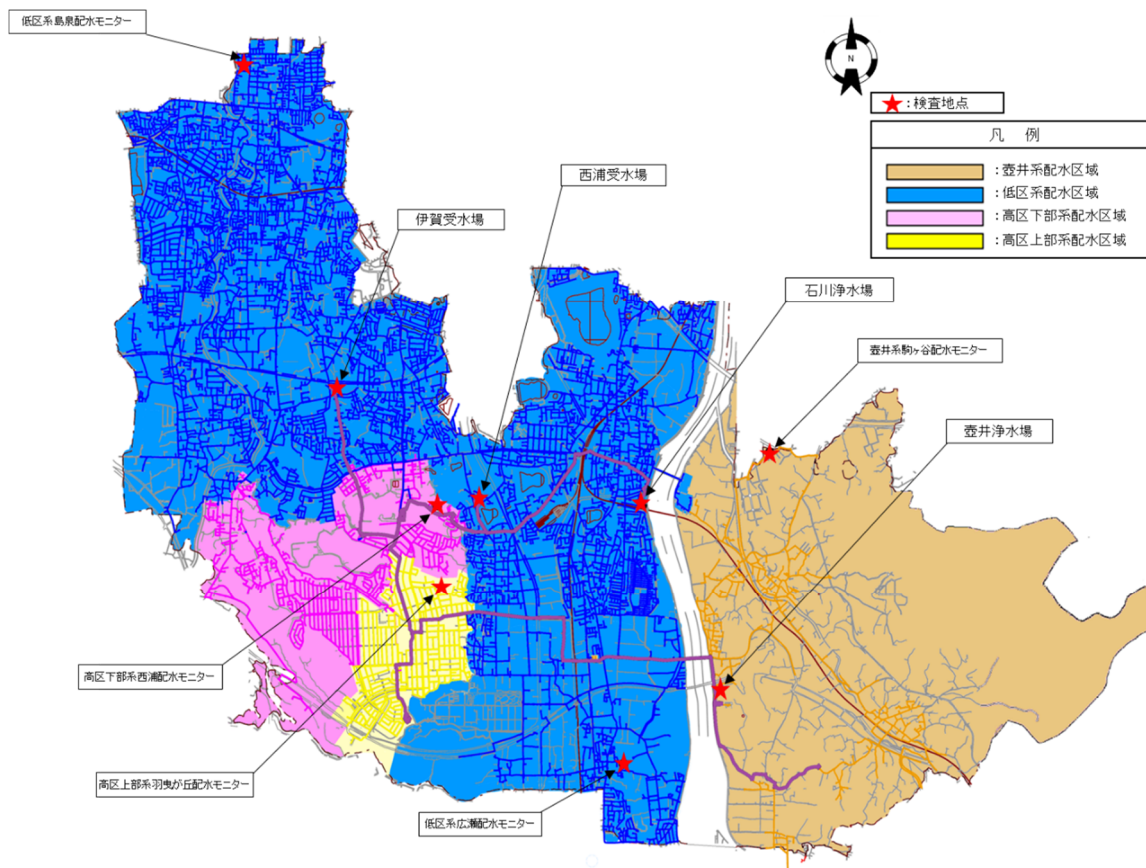 低区系島泉配水モニター
N
★:検査地点
凡 例
:壺井系配水区域
:低区系配水区域
:高区下部系配水区域
:高区上部系配水区域
西浦受水場
伊賀受水場
石川浄水場
壺井系駒ヶ谷配水モニター
壺井浄水場
高区下部系西浦配水モニター
高区上部系羽曳が丘配水モニター
低区系広瀬配水モニター